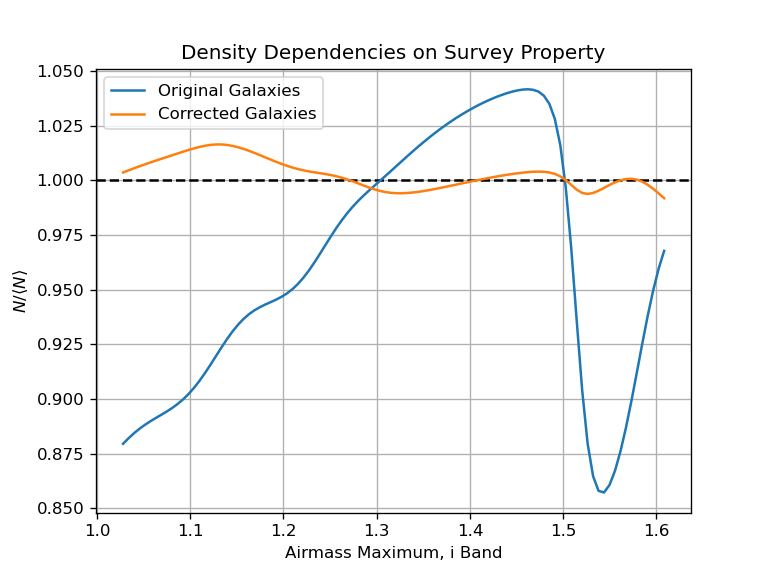 Density Dependencies on Survey Property
Original Galaxies
Corrected Galaxies
1.050
1.025
1.000
0.975
0.950
0.925
0.900
0.875
0.850
N/⟨N⟩
1.0 1.1 1.2 1.3 1.4 1.5 1.6
Airmass Maximum, i Band